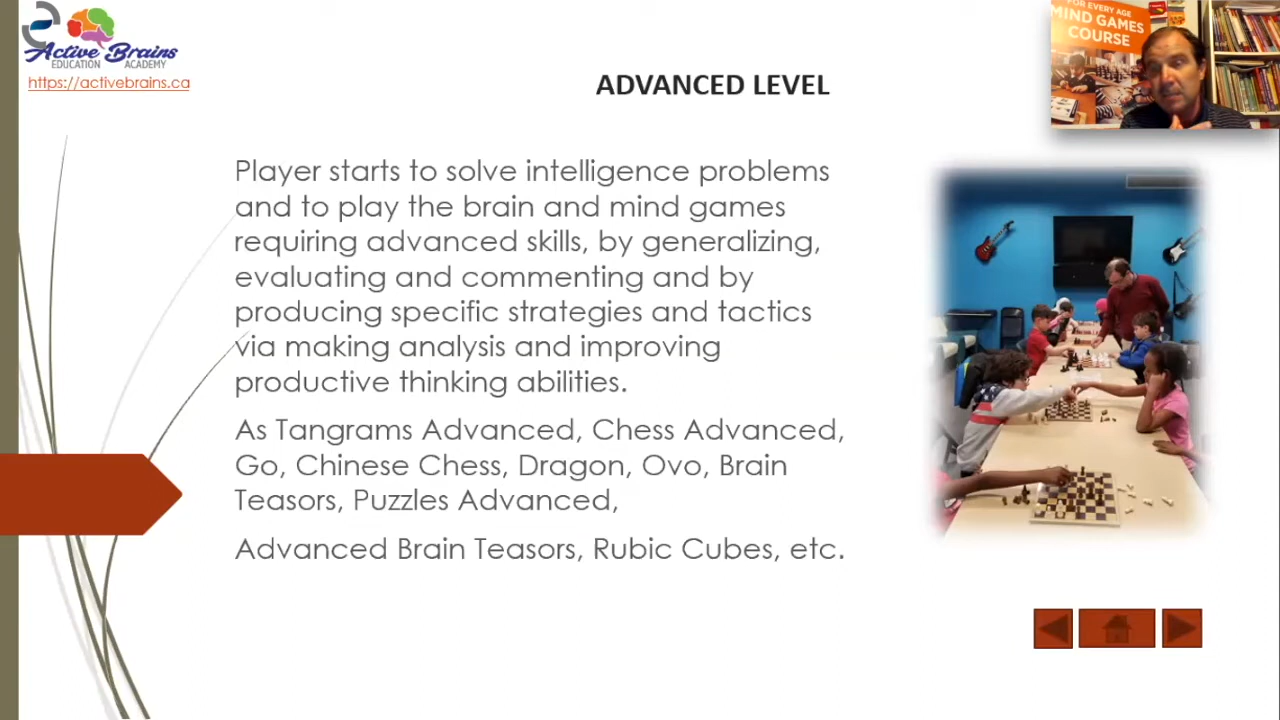 Active Brains
EDUCATION ACADEMY
https://activebrains.ca
FOR EVERY AGE
MIND GAMES
COURSE
ADVANCED LEVEL
Player starts to solve intelligence problems
and to play the brain and mind games
requiring advanced skills, by generalizing,
evaluating and commenting and by
producing specific strategies and tactics
via making analysis and improving
productive thinking abilities.
As Tangrams Advanced, Chess Advanced,
Go, Chinese Chess, Dragon, Ovo, Brain
Teasors, Puzzles Advanced,
Advanced Brain Teasors, Rubic Cubes, etc.